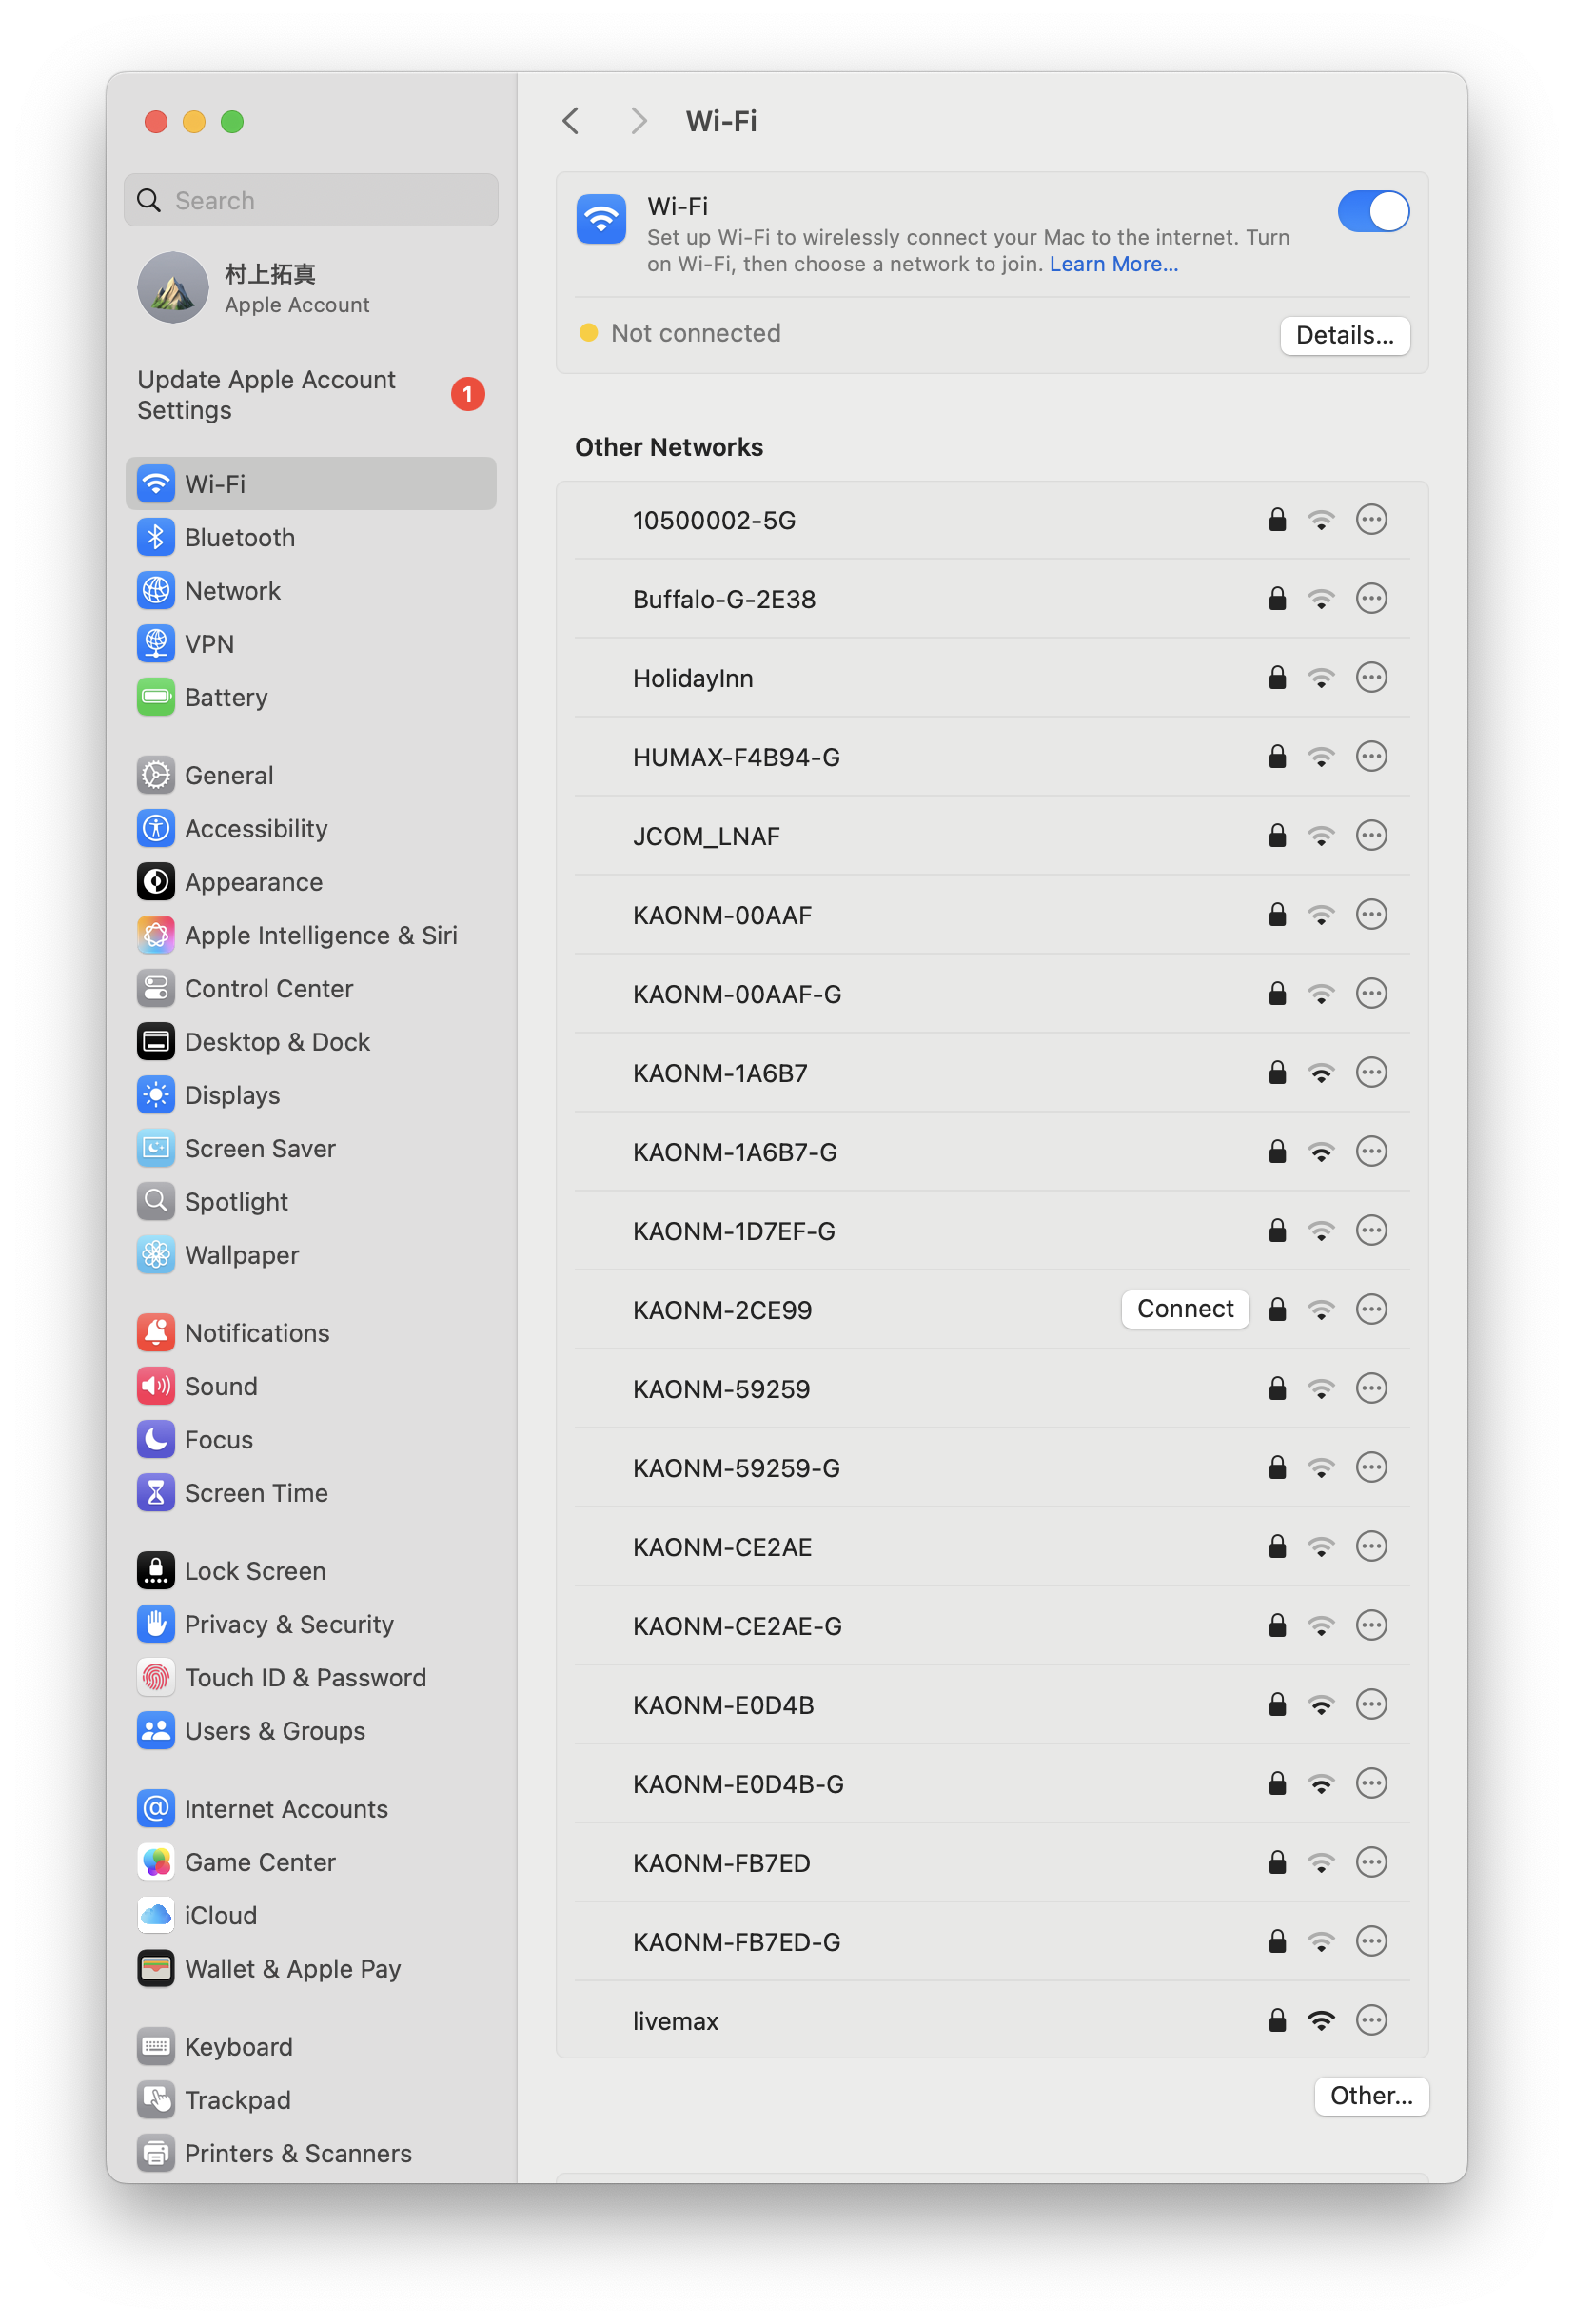 Search
村上拓真
Apple Account
Update Apple Account
Settings
1
Wi-Fi
Bluetooth
Network
VPN
Battery
General
Accessibility
Appearance
Apple Intelligence & Siri
Control Center
Desktop & Dock
Displays
Screen Saver
Spotlight
Wallpaper
Notifications
Sound
Focus
Screen Time
Lock Screen
Privacy & Security
Touch ID & Password
Users & Groups
Internet Accounts
Game Center
iCloud
Wallet & Apple Pay
Keyboard
Trackpad
Printers & Scanners
Wi-Fi
Wi-Fi
Set up Wi-Fi to wirelessly connect your Mac to the internet. Turn
on Wi-Fi, then choose a network to join. Learn More...
Not connected
Details...
Other Networks
10500002-5G
Buffalo-G-2E38
HolidayInn
HUMAX-F4B94-G
JCOM_LNAF
KAONM-00AAF
KAONM-00AAF-G
KAONM-1A6B7
KAONM-1A6B7-G
KAONM-1D7EF-G
KAONM-2CE99
Connect
KAONM-59259
KAONM-59259-G
KAONM-CE2AE
KAONM-CE2AE-G
KAONM-E0D4B
KAONM-E0D4B-G
KAONM-FB7ED
KAONM-FB7ED-G
livemax
Other...